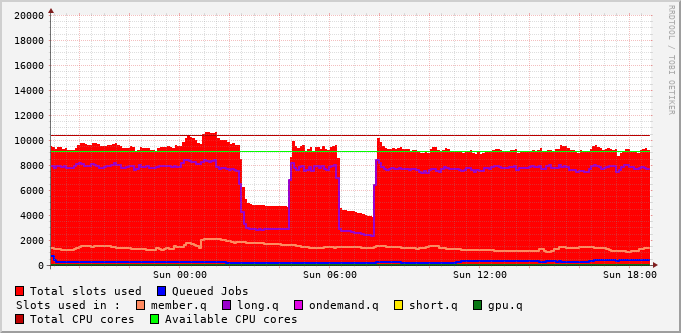 20000
18000
16000
14000
12000
10000
8000
6000
4000
2000
0
Sun 00:00 Sun 06:00 Sun 12:00 Sun 18:00
Total slots used Queued Jobs
Slots used in : member.q long.q ondemand.q short.q gpu.q
Total CPU cores Available CPU cores
RRDTOOL / TOBI OETIKER